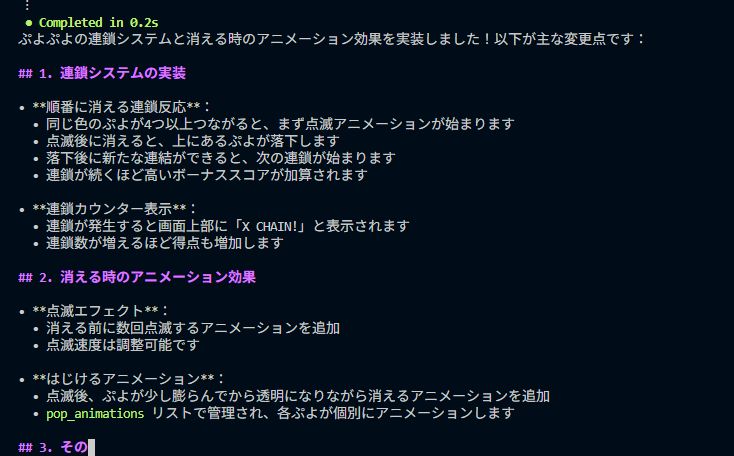 ⋮
● Completed in 0.2s
ぷよぷよの連鎖システムと消える時のアニメーション効果を実装しました！以下が主な変更点です：
## 1. 連鎖システムの実装
• **順番に消える連鎖反応**：
• 同じ色のぷよが4つ以上つながると、まず点滅アニメーションが始まります
• 点滅後に消えると、上にあるぷよが落下します
• 落下後に新たな連結ができると、次の連鎖が始まります
• 連鎖が続くほど高いボーナススコアが加算されます
• **連鎖カウンター表示**：
• 連鎖が発生すると画面上部に「X CHAIN!」と表示されます
• 連鎖数が増えるほど得点も増加します
## 2. 消える時のアニメーション効果
• **点滅エフェクト**：
• 消える前に数回点滅するアニメーションを追加
• 点滅速度は調整可能です
• **はじけるアニメーション**：
• 点滅後、ぷよが少し膨らんでから透明になりながら消えるアニメーションを追加
• pop_animations リストで管理され、各ぷよが個別にアニメーションします
## 3. その